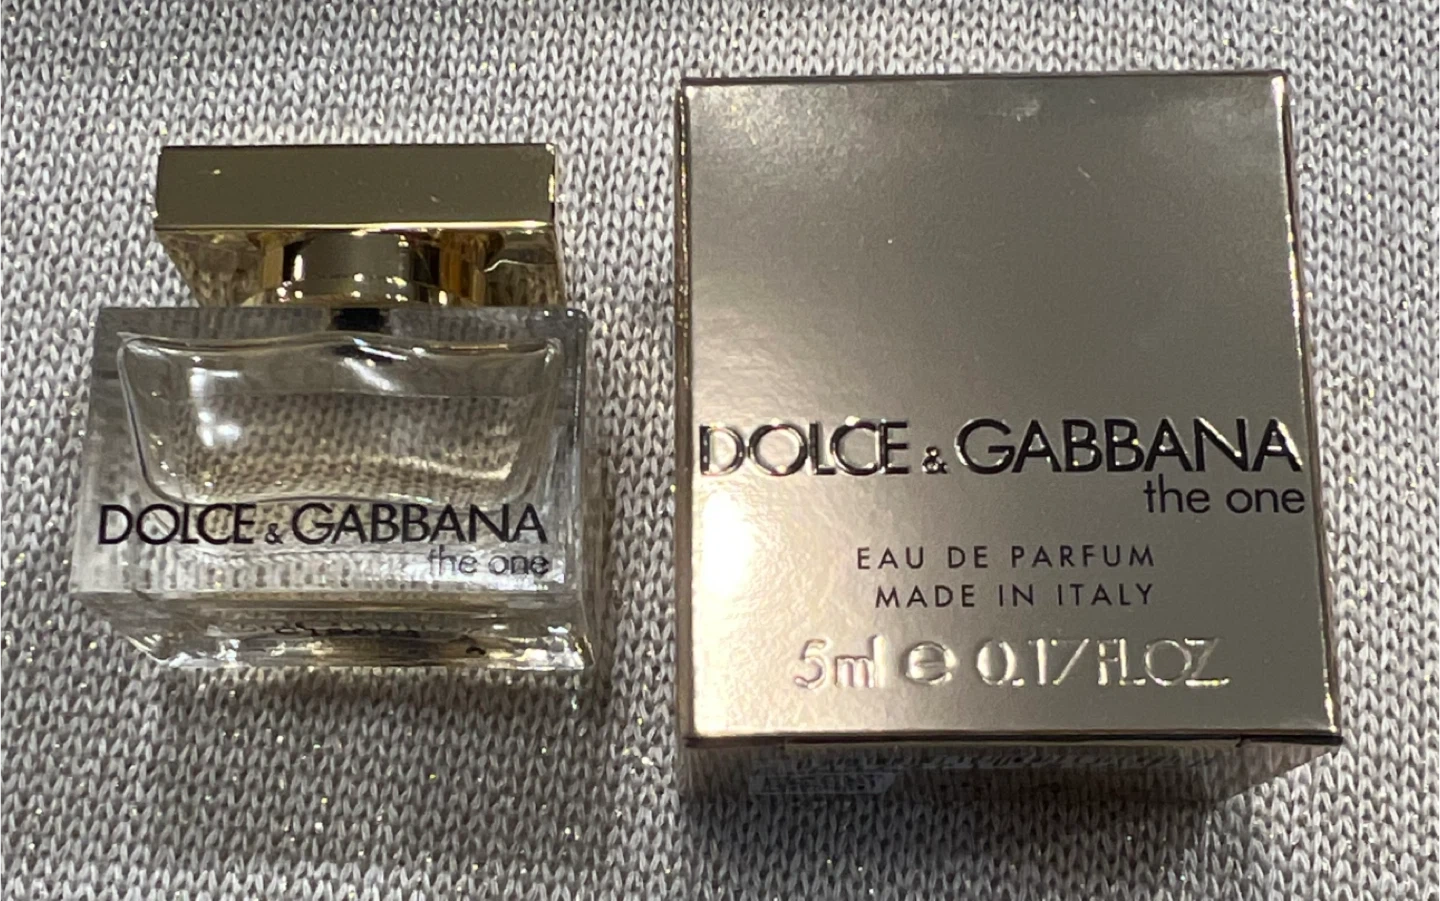 DOLCE & GABBANA
the one
DOLCE & GABBANA
the one
EAU DE PARFUM
MADE IN ITALY
5ml e 0.17 FL.OZ.